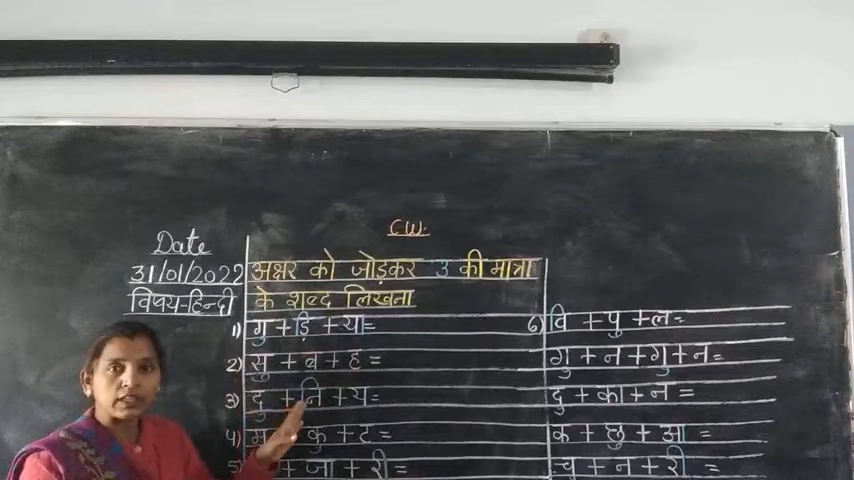 C.W.
Date
31/01/2022
विषय-हिन्दी
अक्षर को जोड़कर उ की मात्रा
के शब्द लिखना
1) गु + ड़ि + या =
2) सु + ब + ह =
3) दु + नि + य =
4) म कु + ट =
5) + जा + री =
6) वि + पु + ल =
गु + न + गु + न =
दु + का + न =
क + छु + आ =
चु + न + री =